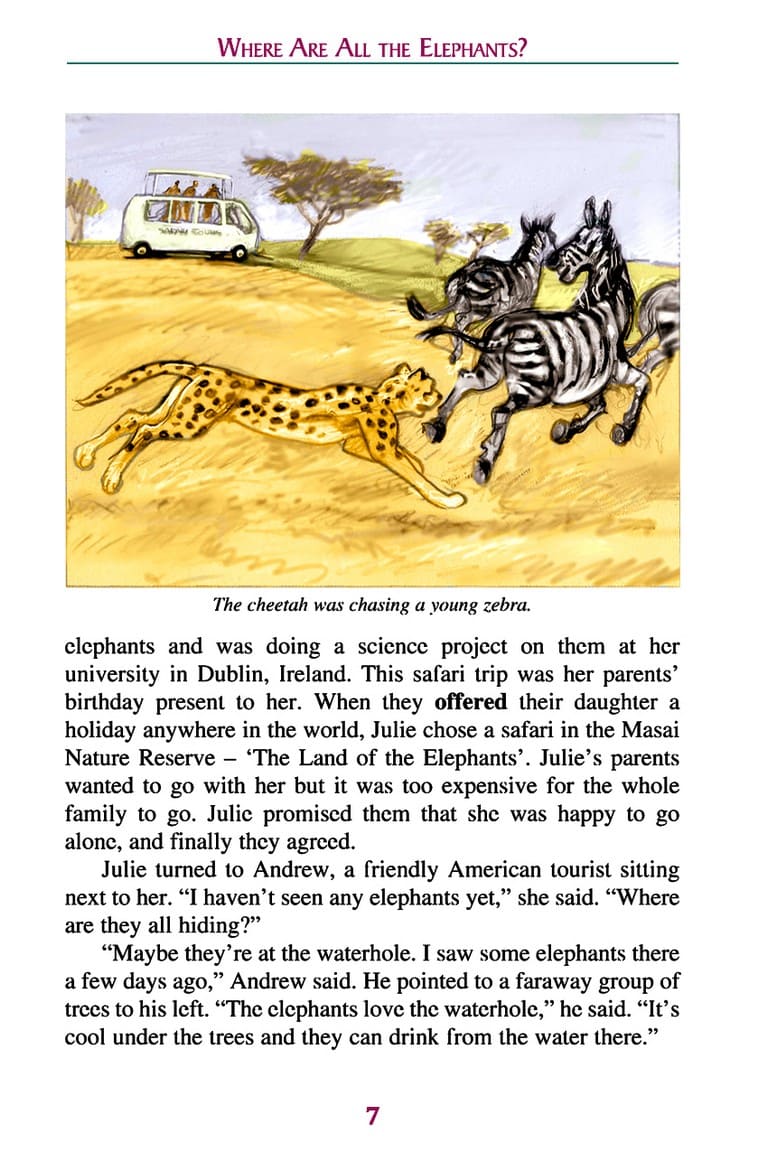 WHERE ARE ALL THE ELEPHANTS?
The cheetah was chasing a young zebra.
elephants and was doing a science project on them at her
university in Dublin, Ireland. This safari trip was her parents’
birthday present to her. When they offered their daughter a
holiday anywhere in the world, Julie chose a safari in the Masai
Nature Reserve – ‘The Land of the Elephants’. Julie’s parents
wanted to go with her but it was too expensive for the whole
family to go. Julie promised them that she was happy to go
alone, and finally they agreed.
Julie turned to Andrew, a friendly American tourist sitting
next to her. “I haven’t seen any elephants yet,” she said. “Where
are they all hiding?”
“Maybe they’re at the waterhole. I saw some elephants there
a few days ago,” Andrew said. He pointed to a faraway group of
trees to his left. “The elephants love the waterhole,” he said. “It’s
cool under the trees and they can drink from the water there.”
7